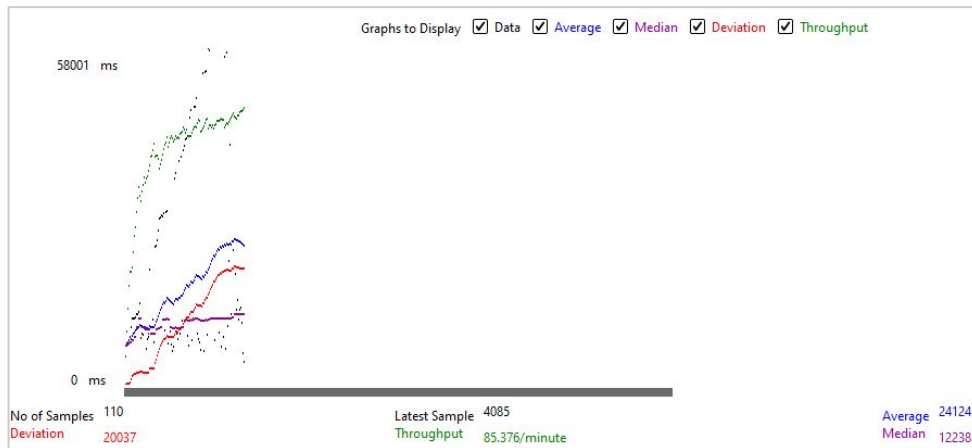 Graphs to Display Data Average Median Deviation Throughput
58001 ms
0 ms
No of Samples 110 Latest Sample 4085 Average 24124
Deviation 20037 Throughput 85.376/minute Median 12238